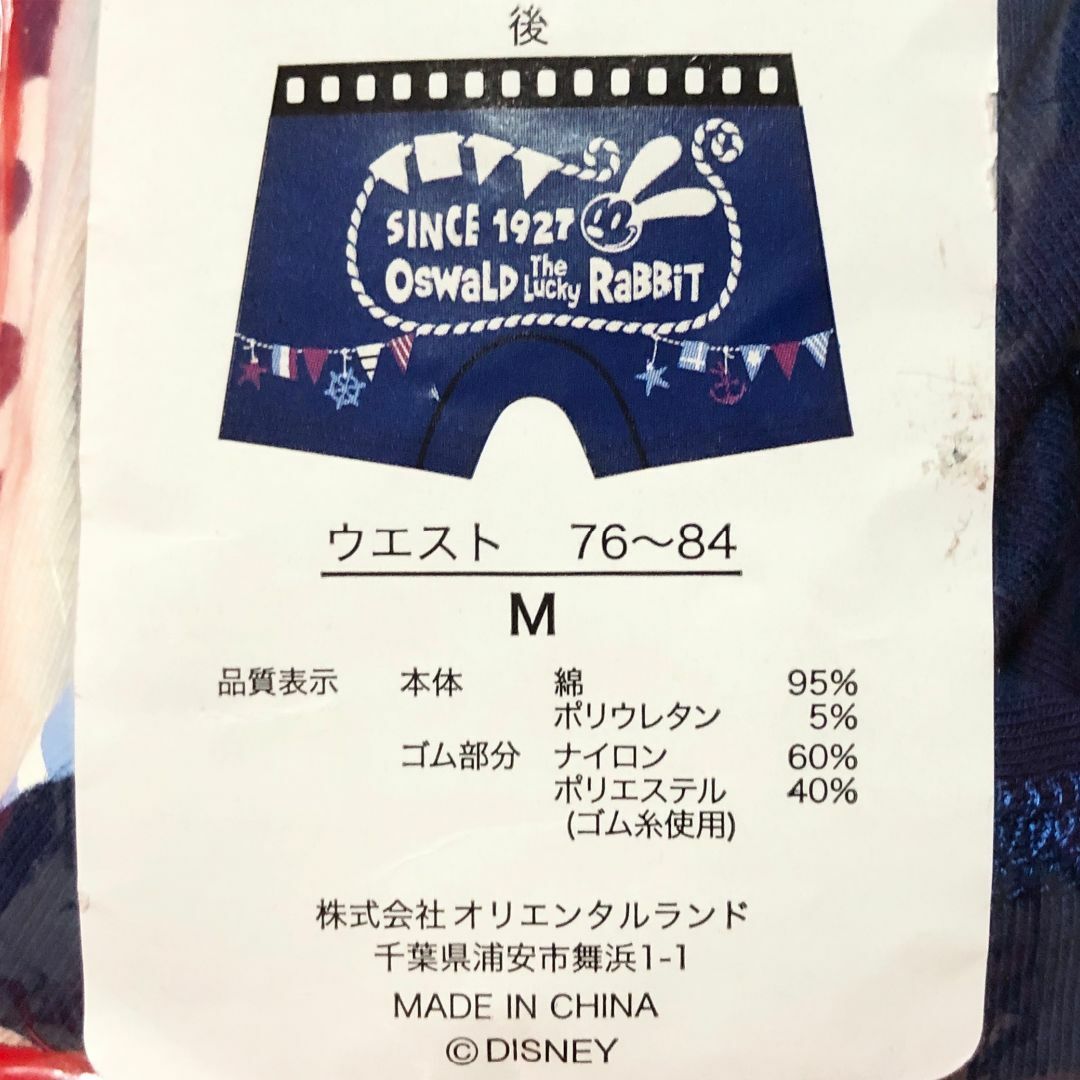 後
SINCE 1927
OSWALD The Lucky RABBIT
ウエスト 76〜84
M
品質表示 本体 綿 95%
ポリウレタン 5%
ゴム部分 ナイロン 60%
ポリエステル 40%
(ゴム糸使用)
株式会社オリエンタルランド
千葉県浦安市舞浜1-1
MADE IN CHINA
©DISNEY